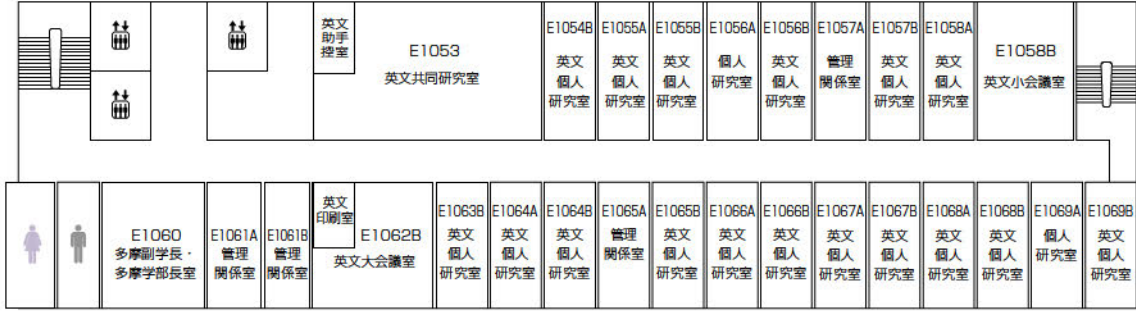 英文
助手
控室
E1053
英文共同研究室
E1054B
英文
個人
研究室
E1055A
英文
個人
研究室
E1055B
英文
個人
研究室
E1056A
個人
研究室
E1056B
英文
個人
研究室
E1057A
管理
関係室
E1057B
英文
個人
研究室
E1058A
英文
個人
研究室
E1058B
英文小会議室
E1060
多摩副学長・
多摩学部長室
E1061A
管理
関係室
E1061B
管理
関係室
英文
印刷室
E1062B
英文大会議室
E1063B
英文
個人
研究室
E1064A
英文
個人
研究室
E1064B
英文
個人
研究室
E1065A
管理
関係室
E1065B
英文
個人
研究室
E1066A
英文
個人
研究室
E1066B
英文
個人
研究室
E1067A
英文
個人
研究室
E1067B
英文
個人
研究室
E1068A
英文
個人
研究室
E1068B
英文
個人
研究室
E1069A
個人
研究室
E1069B
英文
個人
研究室